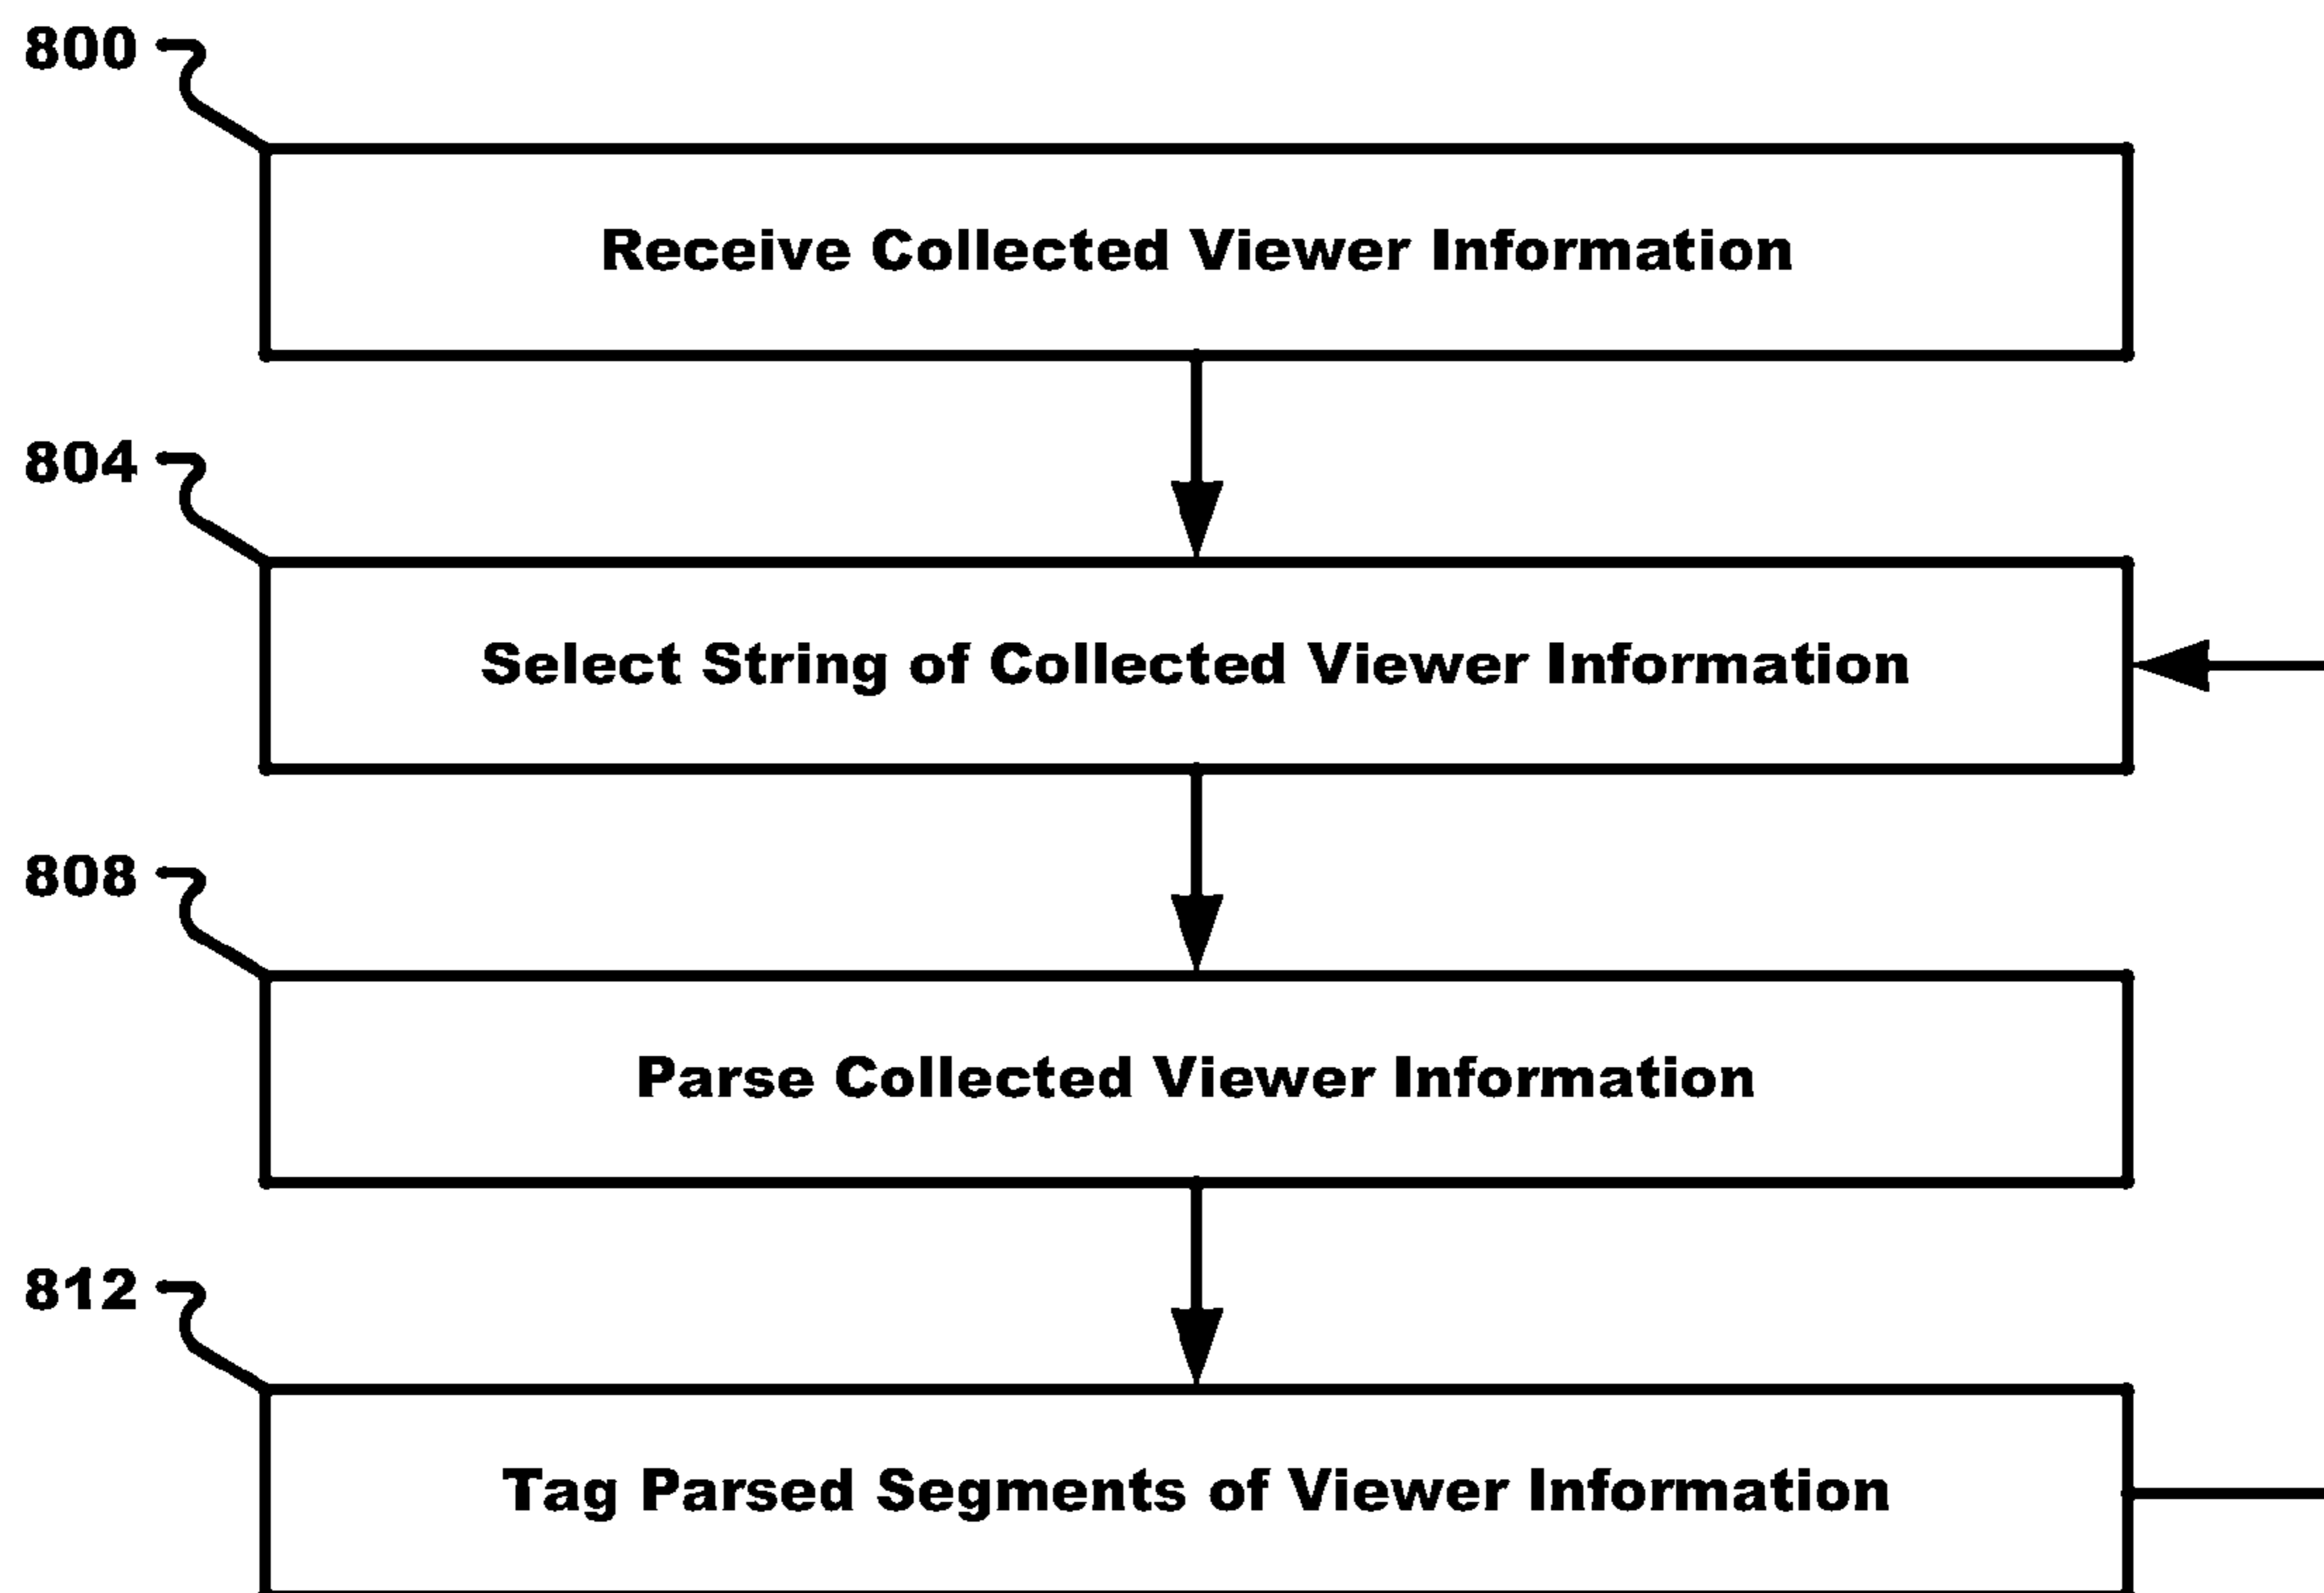 800
Receive Collected Viewer Information
804
Select String of Collected Viewer Information
808
Parse Collected Viewer Information
812
Tag Parsed Segments of Viewer Information